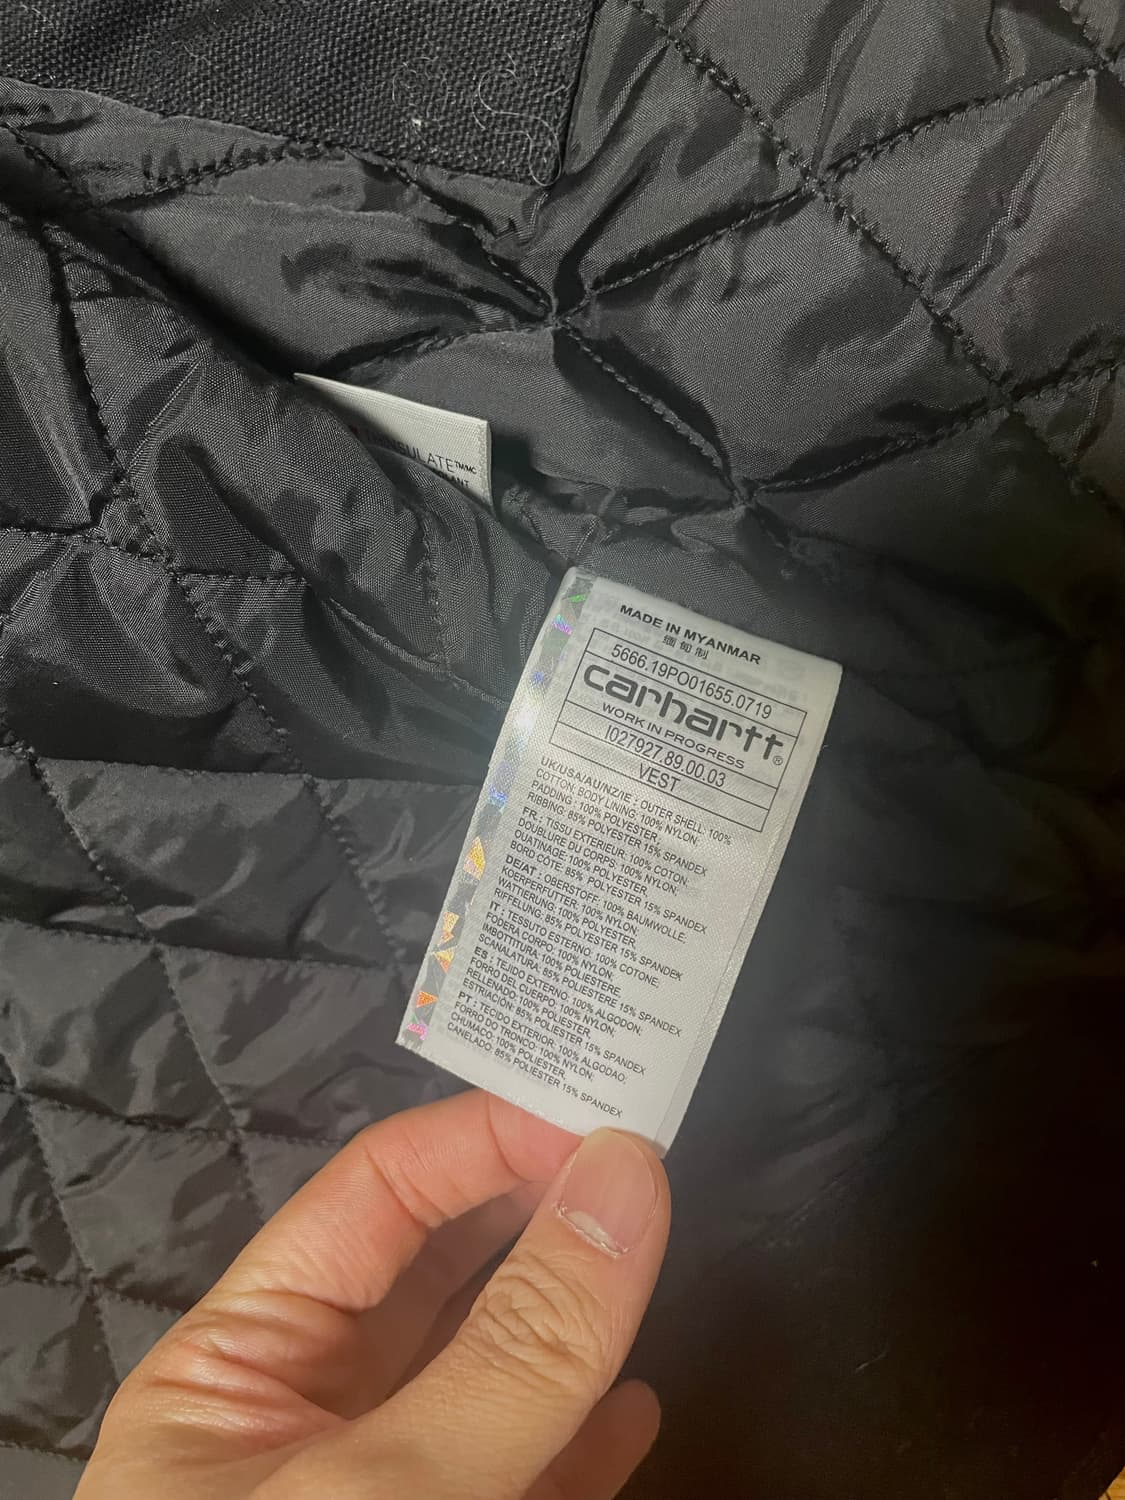 INSULATE™/MC
MADE IN MYANMAR
缅甸制
5666.19PO01655.0719
carhartt®
WORK IN PROGRESS
I027927.89.00.03
VEST
UK/USA/AU/NZ/IE : OUTER SHELL: 100%
COTTON: BODY LINING: 100% NYLON:
PADDING : 100% POLYESTER,
RIBBING: 85% POLYESTER 15% SPANDEX
FR : TISSU EXTERIEUR: 100% COTON:
DOUBLURE DU CORPS: 100% NYLON:
OUATINAGE: 100% POLYESTER,
BORD CÔTE: 85% POLYESTER 15% SPANDEX
DE/AT : OBERSTOFF: 100% BAUMWOLLE:
KOERPERFUTTER: 100% NYLON:
WATTIERUNG: 100% POLYESTER,
RIFFELUNG: 85% POLYESTER 15% SPANDEX
IT : TESSUTO ESTERNO: 100% COTONE:
FODERA CORPO: 100% NYLON:
IMBOTTITURA: 100% POLIESTERE,
SCANALATURA: 85% POLIESTERE 15% SPANDEX
ES : TEJIDO EXTERNO: 100% ALGODON:
FORRO DEL CUERPO: 100% NYLON:
RELLENADO: 100% POLIESTER,
ESTRIACIÓN: 85% POLIESTER 15% SPANDEX
PT : TECIDO EXTERIOR: 100% ALGODAO:
FORRO DO TRONCO: 100% NYLON:
CHUMACO: 100% POLIESTER,
CANELADO: 85% POLIESTER 15% SPANDEX